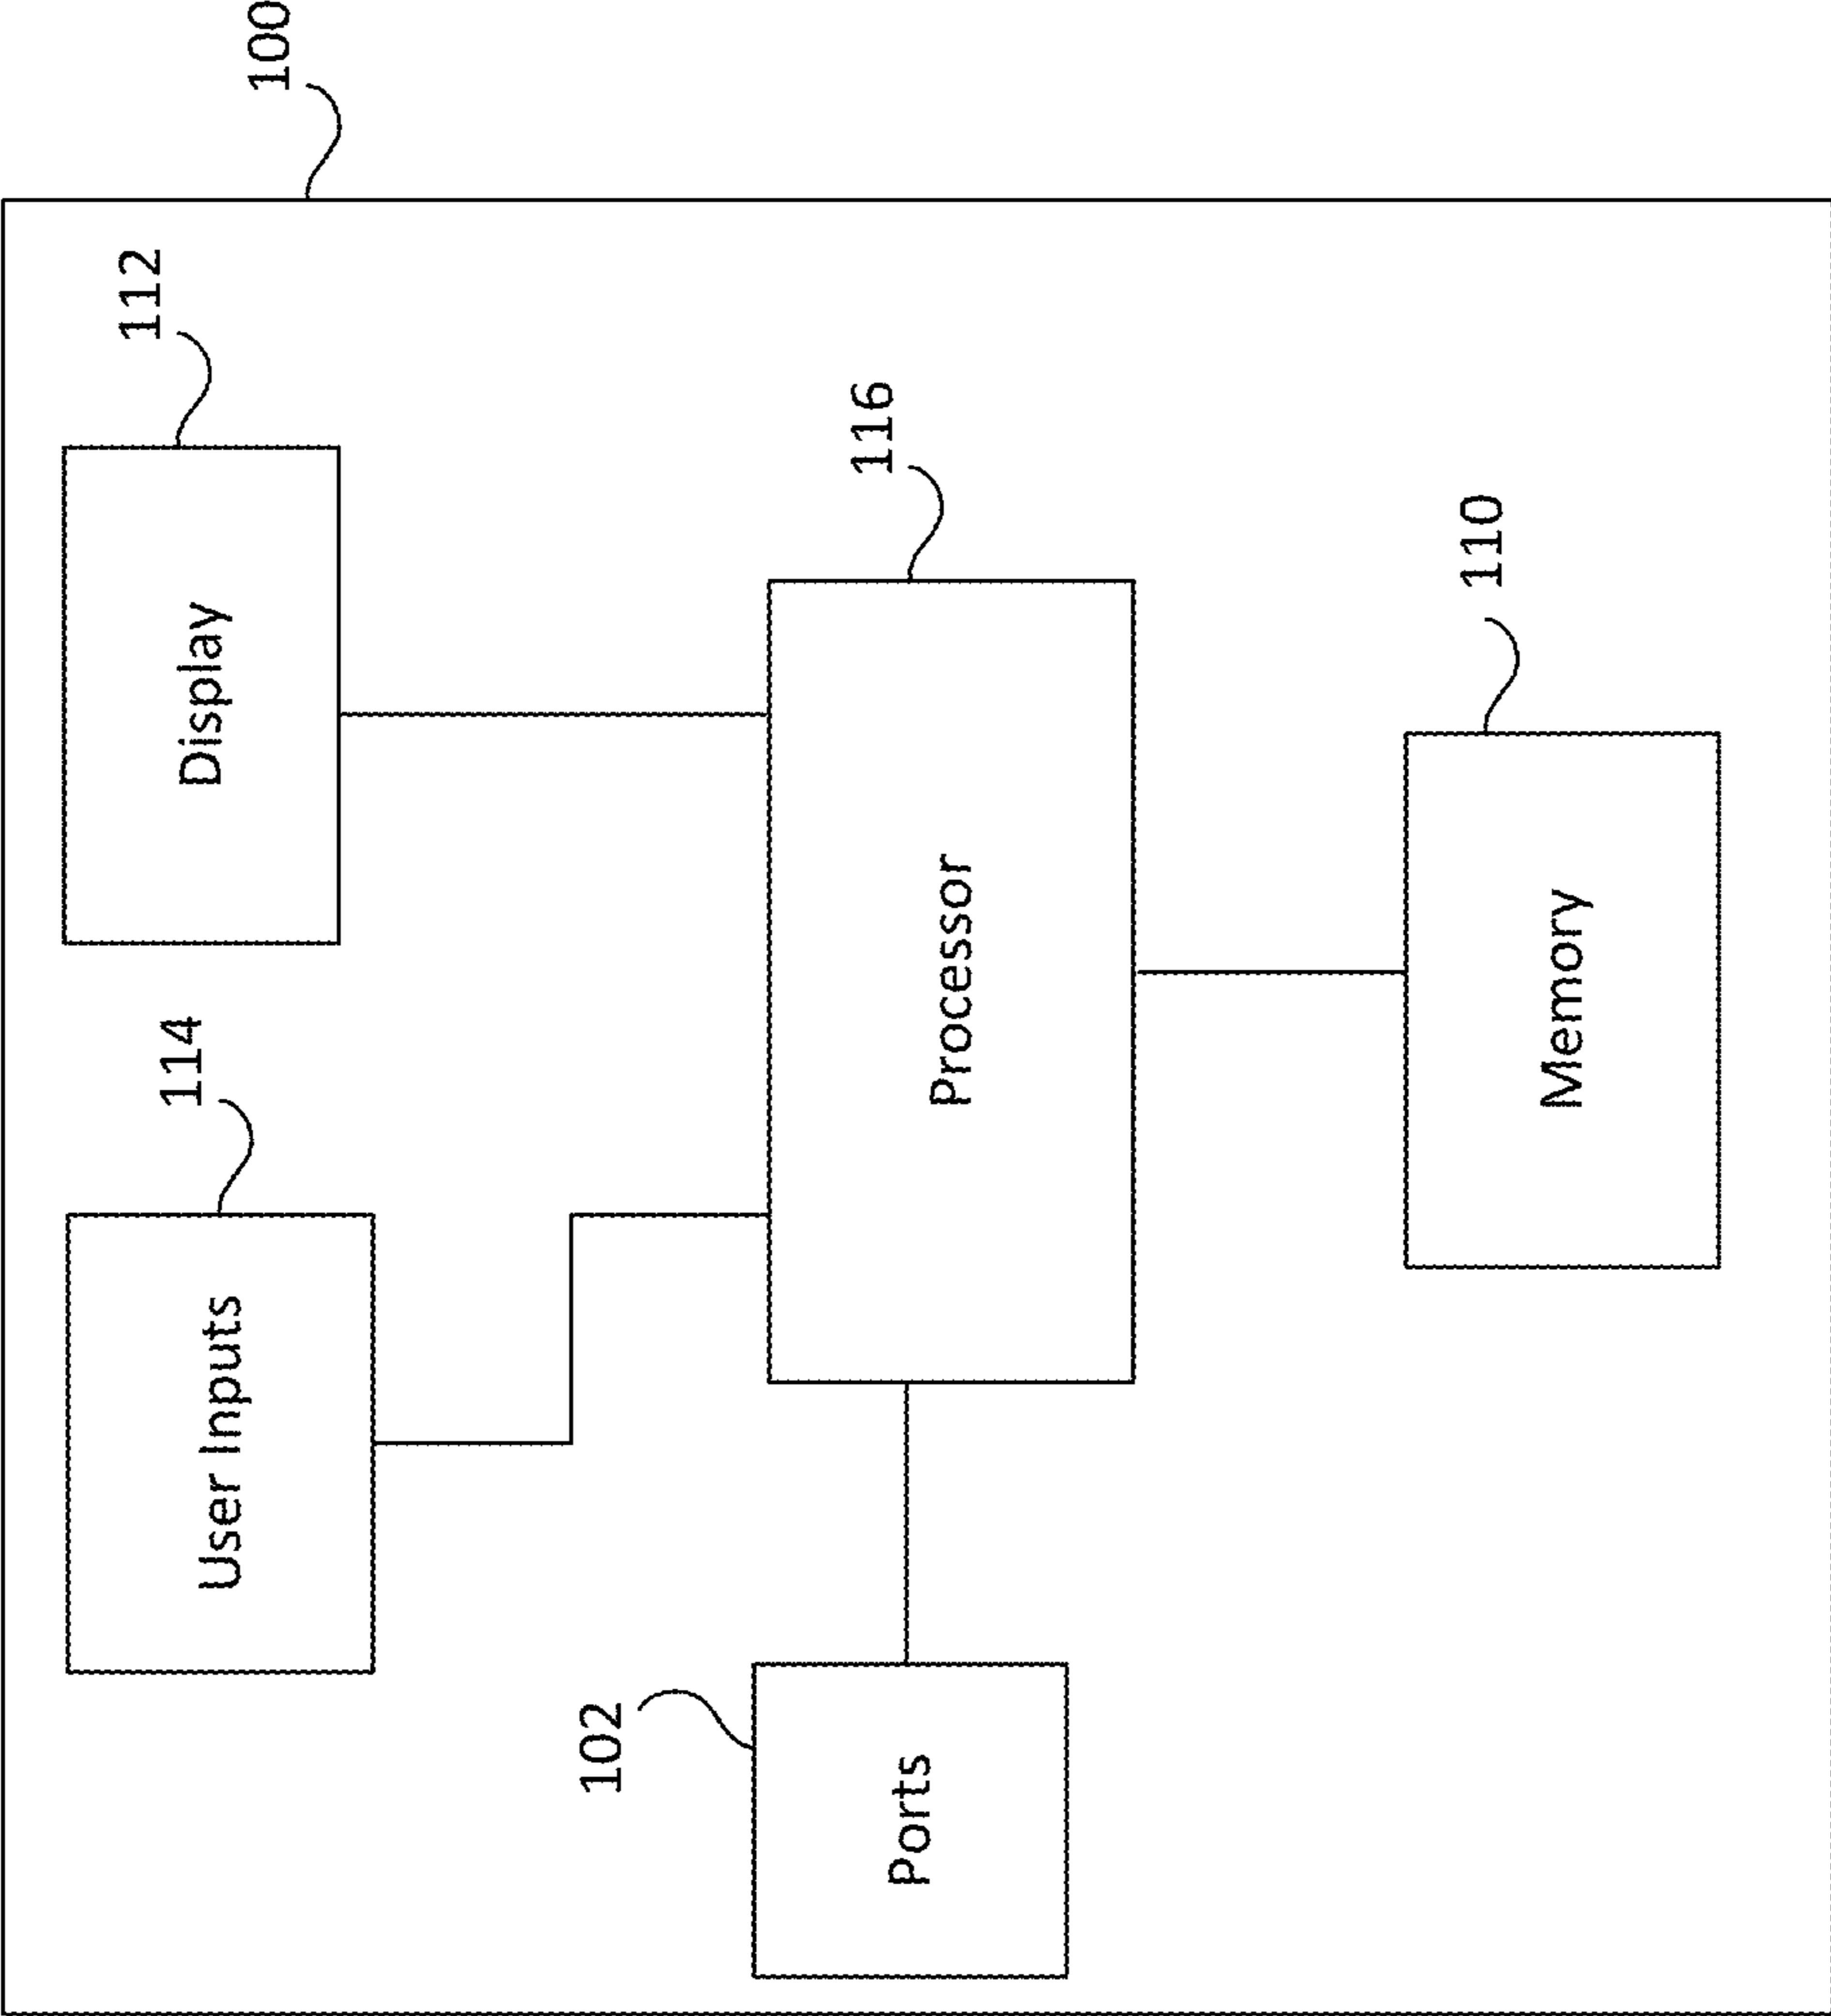 100
112
Display
114
User Inputs
116
Processor
102
Ports
110
Memory